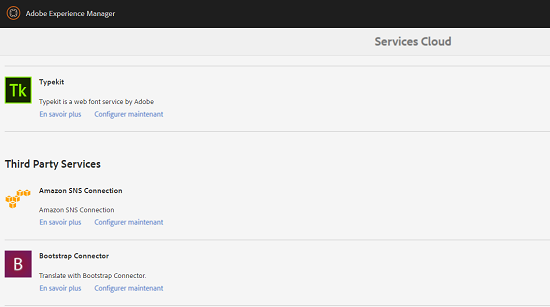 Adobe Experience Manager
Services Cloud
Tk
Typekit
Typekit is a web font service by Adobe
En savoir plus Configurer maintenant
Third Party Services
Amazon SNS Connection
Amazon SNS Connection
En savoir plus Configurer maintenant
B
Bootstrap Connector
Translate with Bootstrap Connector.
En savoir plus Configurer maintenant